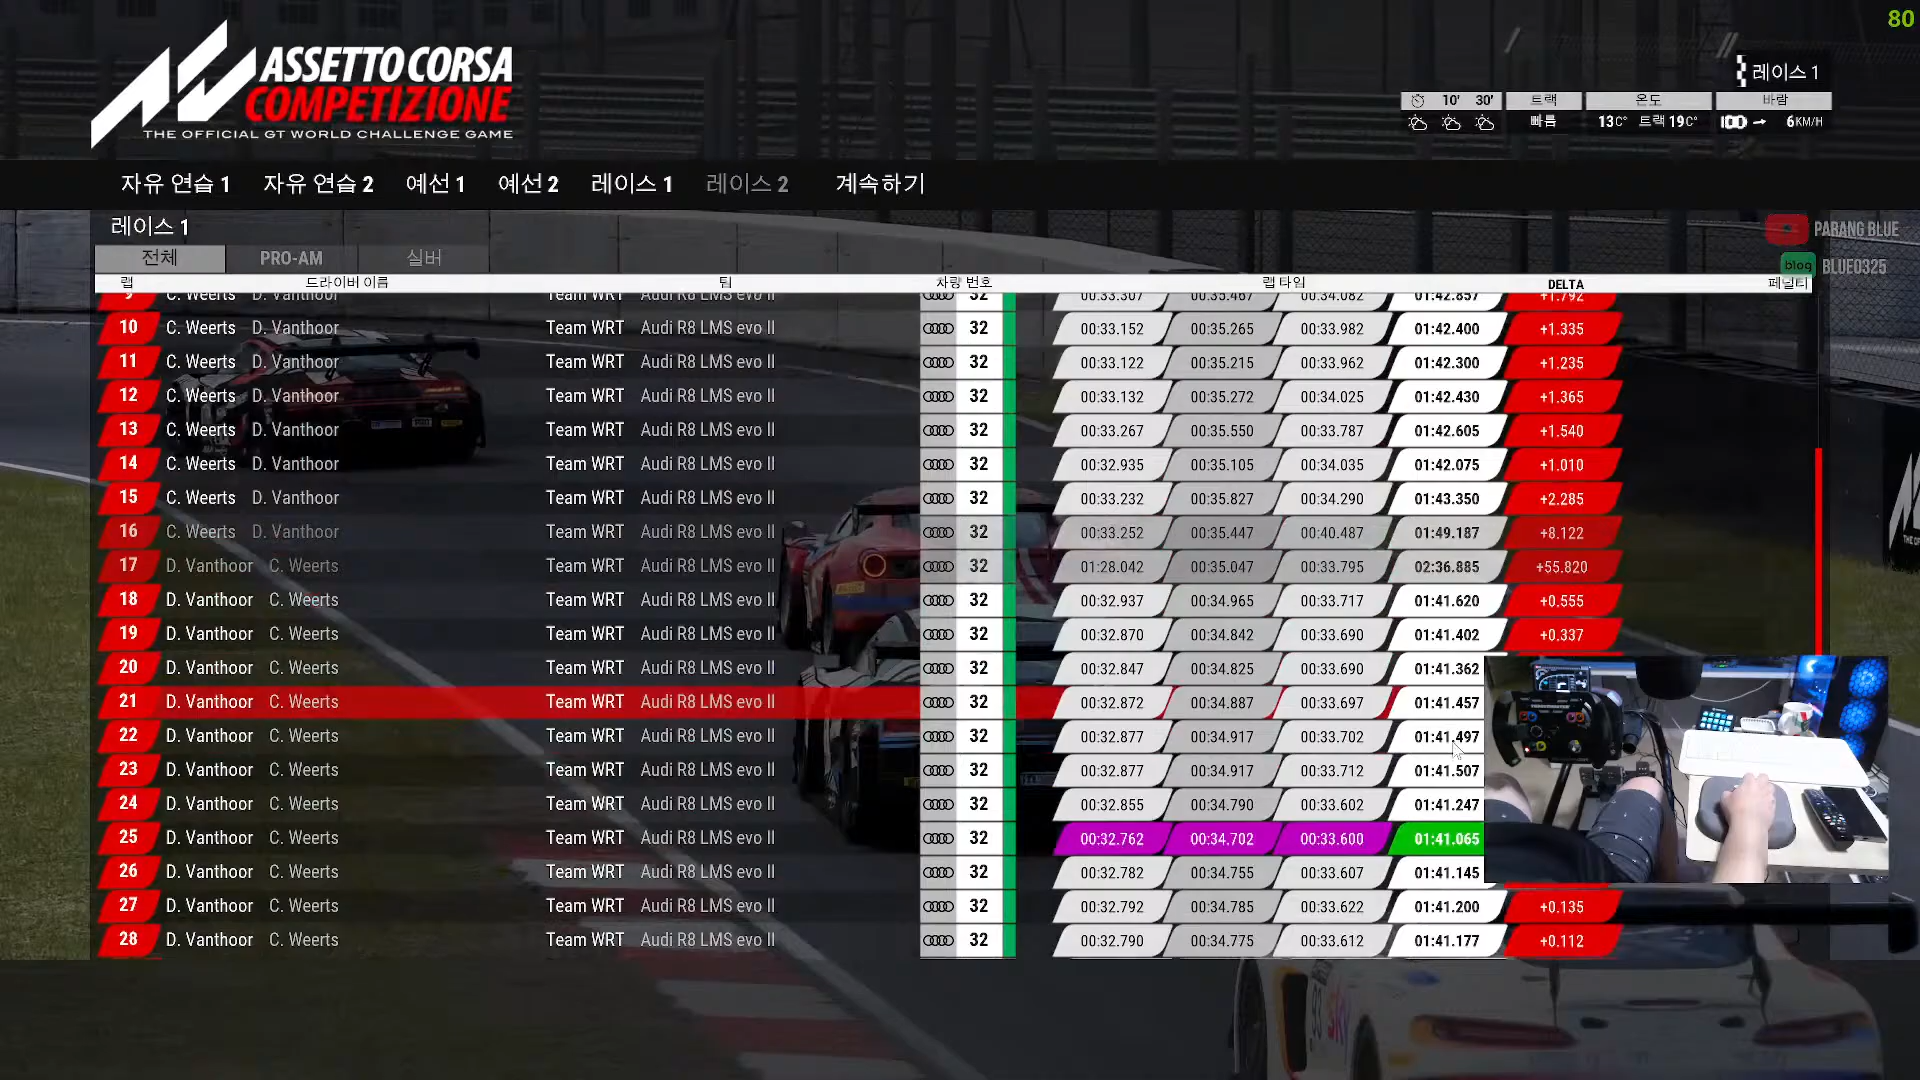 80
ASSETTO CORSA
COMPETIZIONE
THE OFFICIAL GT WORLD CHALLENGE GAME
레이스 1
10' 30' 트랙 온도 바람
빠름 13C° 트랙 19C° 100 6KM/H
자유 연습 1 자유 연습 2 예선 1 예선 2 레이스 1 레이스 2 계속하기
레이스 1
PARANG BLUE
blog BLUE0325
전체 PRO-AM 실버
랩 드라이버 이름 팀 차량 번호 랩 타임 DELTA 페널티
9 C. Weerts D. Vanthoor Team WRT Audi R8 LMS evo II 32 00:33.307 00:35.467 00:34.082 01:42.857 +1.792
10 C. Weerts D. Vanthoor Team WRT Audi R8 LMS evo II 32 00:33.152 00:35.265 00:33.982 01:42.400 +1.335
11 C. Weerts D. Vanthoor Team WRT Audi R8 LMS evo II 32 00:33.122 00:35.215 00:33.962 01:42.300 +1.235
12 C. Weerts D. Vanthoor Team WRT Audi R8 LMS evo II 32 00:33.132 00:35.272 00:34.025 01:42.430 +1.365
13 C. Weerts D. Vanthoor Team WRT Audi R8 LMS evo II 32 00:33.267 00:35.550 00:33.787 01:42.605 +1.540
14 C. Weerts D. Vanthoor Team WRT Audi R8 LMS evo II 32 00:32.935 00:35.105 00:34.035 01:42.075 +1.010
15 C. Weerts D. Vanthoor Team WRT Audi R8 LMS evo II 32 00:33.232 00:35.827 00:34.290 01:43.350 +2.285
16 C. Weerts D. Vanthoor Team WRT Audi R8 LMS evo II 32 00:33.252 00:35.447 00:40.487 01:49.187 +8.122
17 D. Vanthoor C. Weerts Team WRT Audi R8 LMS evo II 32 01:28.042 00:35.047 00:33.795 02:36.885 +55.820
18 D. Vanthoor C. Weerts Team WRT Audi R8 LMS evo II 32 00:32.937 00:34.965 00:33.717 01:41.620 +0.555
19 D. Vanthoor C. Weerts Team WRT Audi R8 LMS evo II 32 00:32.870 00:34.842 00:33.690 01:41.402 +0.337
20 D. Vanthoor C. Weerts Team WRT Audi R8 LMS evo II 32 00:32.847 00:34.825 00:33.690 01:41.362
21 D. Vanthoor C. Weerts Team WRT Audi R8 LMS evo II 32 00:32.872 00:34.887 00:33.697 01:41.457
22 D. Vanthoor C. Weerts Team WRT Audi R8 LMS evo II 32 00:32.877 00:34.917 00:33.702 01:41.497
23 D. Vanthoor C. Weerts Team WRT Audi R8 LMS evo II 32 00:32.877 00:34.917 00:33.712 01:41.507
24 D. Vanthoor C. Weerts Team WRT Audi R8 LMS evo II 32 00:32.855 00:34.790 00:33.602 01:41.247
25 D. Vanthoor C. Weerts Team WRT Audi R8 LMS evo II 32 00:32.762 00:34.702 00:33.600 01:41.065
26 D. Vanthoor C. Weerts Team WRT Audi R8 LMS evo II 32 00:32.782 00:34.755 00:33.607 01:41.145
27 D. Vanthoor C. Weerts Team WRT Audi R8 LMS evo II 32 00:32.792 00:34.785 00:33.622 01:41.200 +0.135
28 D. Vanthoor C. Weerts Team WRT Audi R8 LMS evo II 32 00:32.790 00:34.775 00:33.612 01:41.177 +0.112